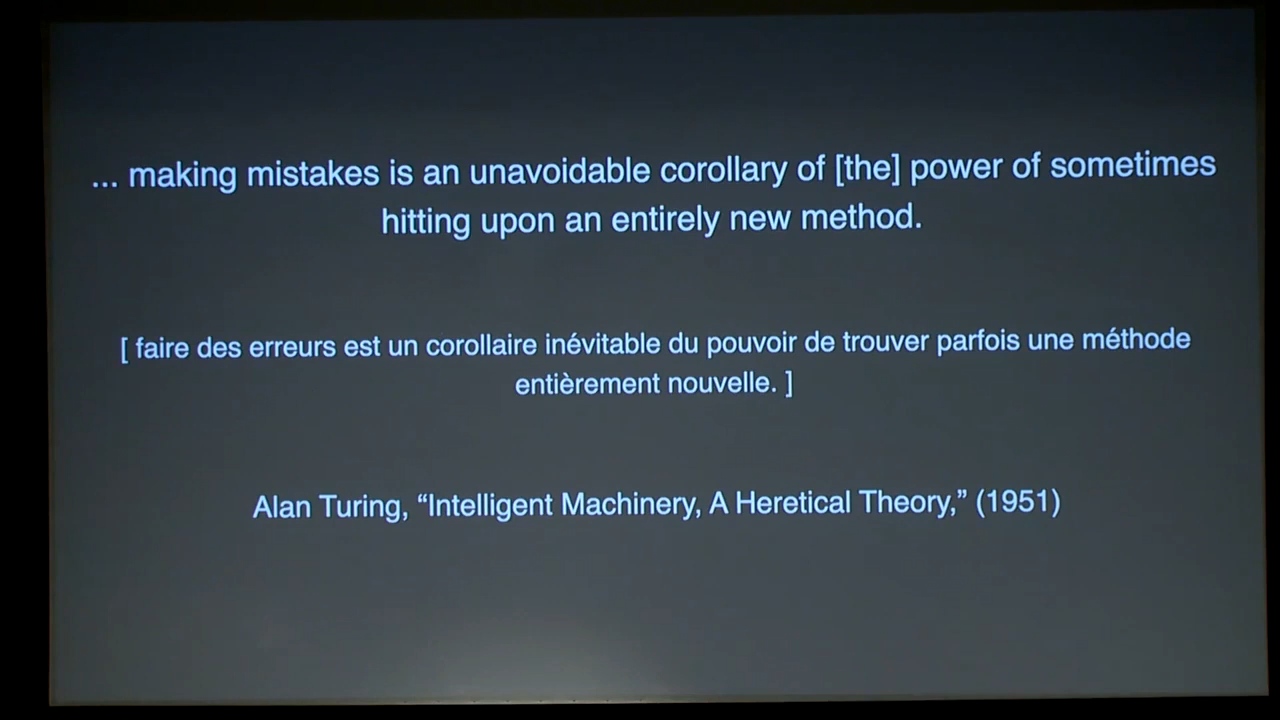 ... making mistakes is an unavoidable corollary of [the] power of sometimes
hitting upon an entirely new method.
[ faire des erreurs est un corollaire inévitable du pouvoir de trouver parfois une méthode
entièrement nouvelle. ]
Alan Turing, “Intelligent Machinery, A Heretical Theory,” (1951)